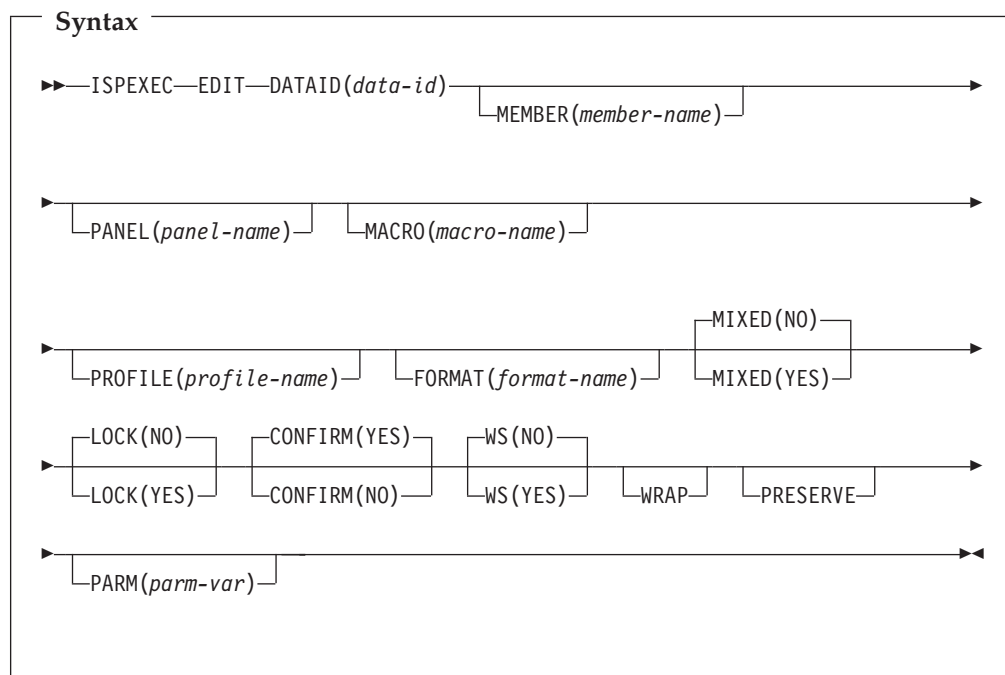 Syntax
ISPEXEC EDIT DATAID(data-id)
MEMBER(member-name)
PANEL(panel-name) MACRO(macro-name)
MIXED(NO)
PROFILE(profile-name) FORMAT(format-name) MIXED(YES)
LOCK(NO) CONFIRM(YES) WS(NO)
LOCK(YES) CONFIRM(NO) WS(YES) WRAP PRESERVE
PARM(parm-var)